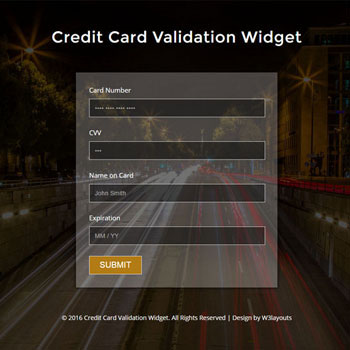 Credit Card Validation Widget
Card Number
•••• •••• •••• ••••
CVV
•••
Name on Card
John Smith
Expiration
MM / YY
SUBMIT
© 2016 Credit Card Validation Widget. All Rights Reserved | Design by W3layouts